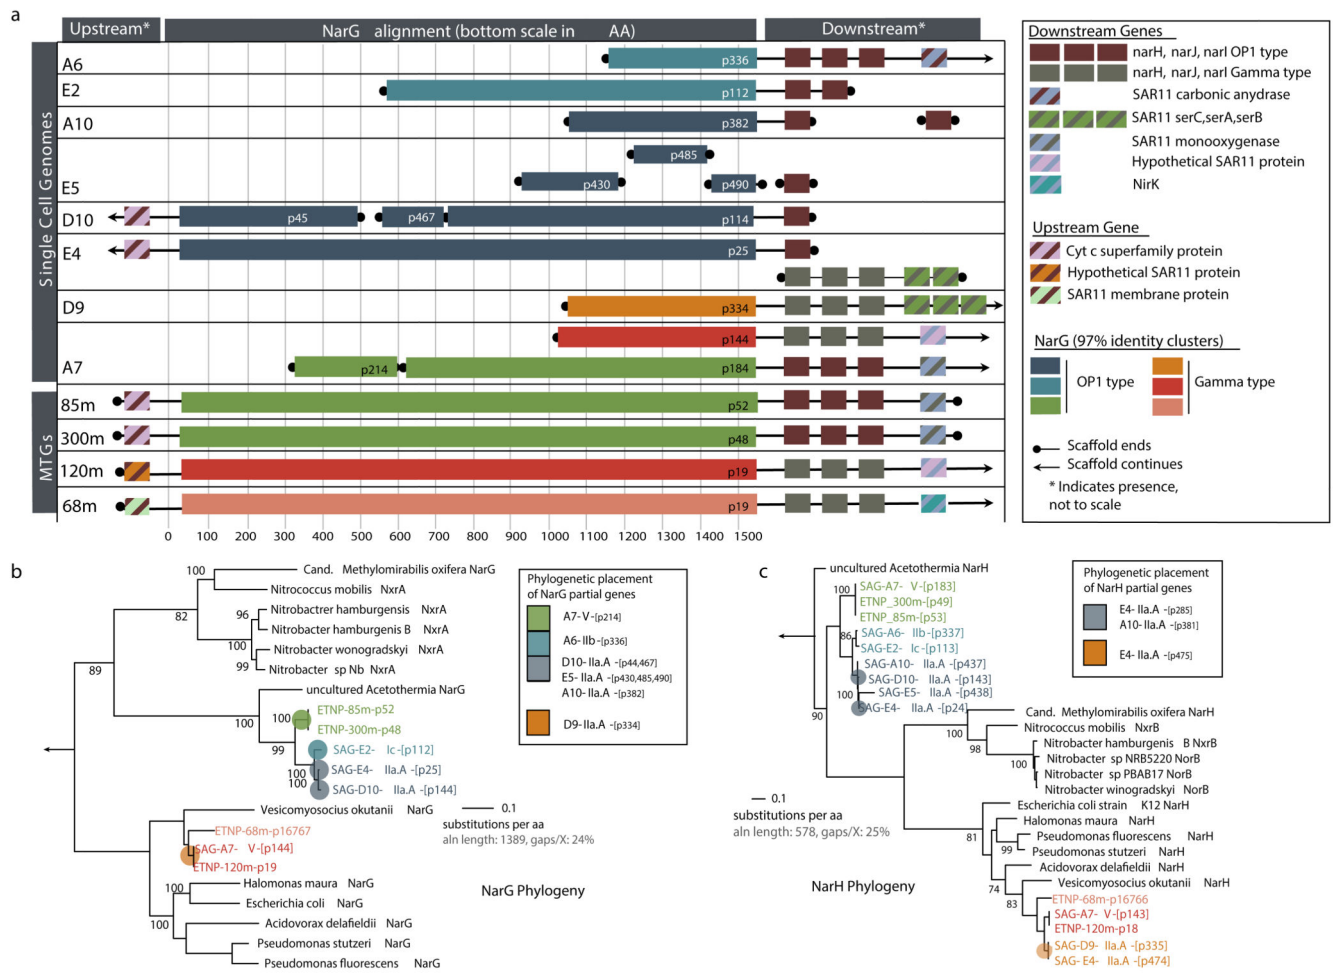 a
Upstream*
NarG alignment (bottom scale in AA)
Downstream*
Single Cell Genomes
MTGs
A6
p336
E2
p112
A10
p382
p485
E5
p430
p490
D10
p45
p467
p114
E4
p25
D9
p334
p144
A7
p214
p184
85m
p52
300m
p48
120m
p19
68m
p19
0 100 200 300 400 500 600 700 800 900 1000 1100 1200 1300 1400 1500
Downstream Genes
narH, narJ, narI OP1 type
narH, narJ, narI Gamma type
SAR11 carbonic anydrase
SAR11 serC,serA,serB
SAR11 monooxygenase
Hypothetical SAR11 protein
NirK
Upstream Gene
Cyt c superfamily protein
Hypothetical SAR11 protein
SAR11 membrane protein
NarG (97% identity clusters)
OP1 type
Gamma type
Scaffold ends
Scaffold continues
* Indicates presence,
not to scale
b
Cand. Methylomirabilis oxifera NarG
100
Nitrococcus mobilis NxrA
82
Nitrobactrer hamburgensis NxrA
96
Nitrobacter hamburgenis B NxrA
100
Nitrobacter wonogradskyi NxrA
99
Nitrobacter sp Nb NxrA
89
uncultured Acetothermia NarG
100
ETNP-85m-p52
100
ETNP-300m-p48
99
SAG-E2- Ic -[p112]
100
SAG-E4- IIa.A -[p25]
100
SAG-D10- IIa.A -[p144]
Vesicomyosocius okutanii NarG
ETNP-68m-p16767
SAG-A7- V-[p144]
ETNP-120m-p19
100
Halomonas maura NarG
Escherichia coli NarG
100
Acidovorax delafieldii NarG
Pseudomonas stutzeri NarG
Pseudomonas fluorescens NarG
Phylogenetic placement
of NarG partial genes
A7-V -[p214]
A6-IIb -[p336]
D10- IIa.A -[p44,467]
E5- IIa.A -[p430,485,490]
A10-IIa.A -[p382]
D9-IIa.A -[p334]
0.1
substitutions per aa
aln length: 1389, gaps/X: 24%
NarG Phylogeny
c
uncultured Acetothermia NarH
SAG-A7- V-[p183]
100
ETNP_300m-[p49]
ETNP_85m-[p53]
86
SAG-A6- IIb -[p337]
SAG-E2- Ic -[p113]
SAG-A10- IIa.A -[p437]
SAG-D10- IIa.A -[p143]
100
SAG-E5- IIa.A -[p438]
SAG-E4- IIa.A -[p24]
90
Cand. Methylomirabilis oxifera NarH
100
Nitrococcus mobilis NxrB
98
Nitrobacter hamburgenis B NxrB
100
Nitrobacter sp NRB5220 NorB
Nitrobacter sp PBAB17 NorB
Nitrobacter winogradskyi NorB
Escherichia coli strain K12 NarH
81
Halomonas maura NarH
Pseudomonas fluorescens NarH
99
Pseudomonas stutzeri NarH
Acidovorax delafieldii NarH
74
Vesicomyosocius okutanii NarH
83
ETNP-68m-p16766
SAG-A7- V-[p143]
ETNP-120m-p18
SAG-D9- IIa.A -[p335]
SAG- E4- IIa.A -[p474]
Phylogenetic placement
of NarH partial genes
E4- IIa.A -[p285]
A10-IIa.A -[p381]
E4- IIa.A -[p475]
0.1
substitutions per aa
aln length: 578, gaps/X: 25%
NarH Phylogeny